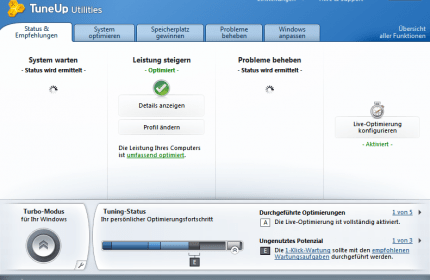 TuneUp Utilities
Status & Empfehlungen
System optimieren
Speicherplatz gewinnen
Probleme beheben
Windows anpassen
Übersicht aller Funktionen
System warten
- Status wird ermittelt -
Leistung steigern
- Optimiert -
Details anzeigen
Profil ändern
Die Leistung Ihres Computers
ist umfassend optimiert.
Probleme beheben
- Status wird ermittelt -
Live-Optimierung
konfigurieren
- Aktiviert -
Turbo-Modus
für Ihr Windows
Tuning-Status
Ihr persönlicher Optimierungsfortschritt
E
Durchgeführte Optimierungen
1 von 5
A Die Live-Optimierung ist vollständig aktiviert.
Ungenutztes Potenzial
1 von 3
E Die 1-Klick-Wartung sollte mit den empfohlenen
Wartungsaufgaben durchgeführt werden.